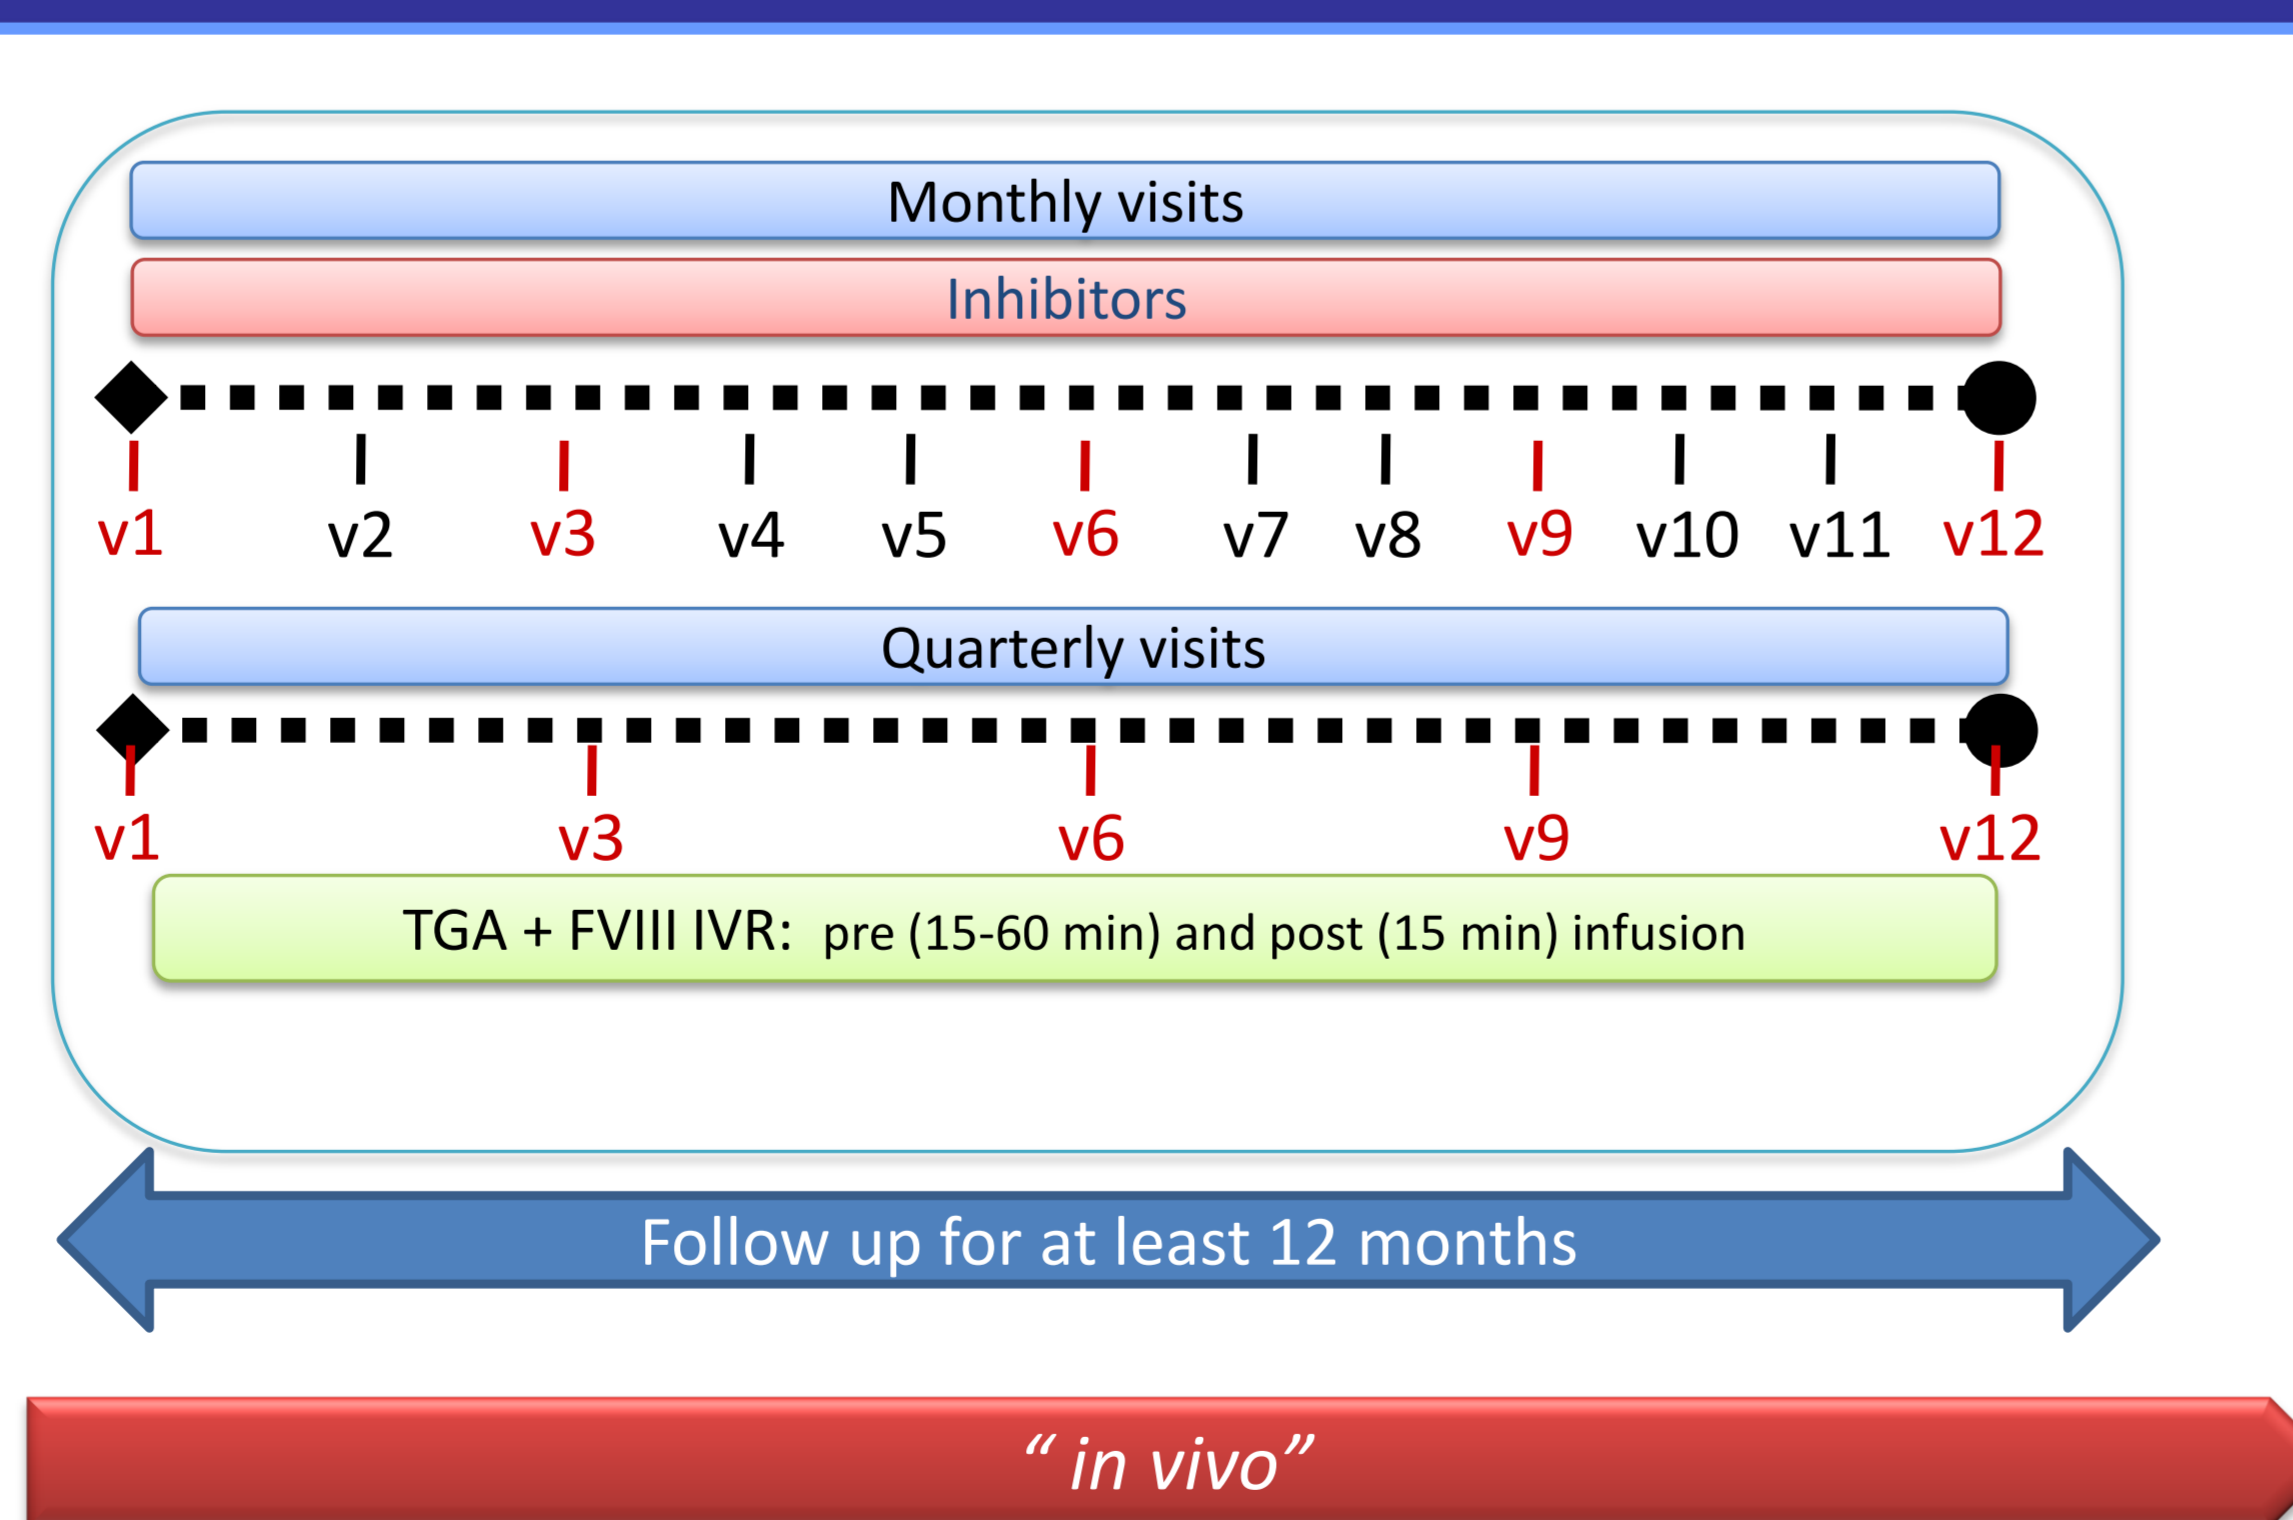 Monthly visits
Inhibitors
v1 v2 v3 v4 v5 v6 v7 v8 v9 v10 v11 v12
Quarterly visits
v1 v3 v6 v9 v12
TGA + FVIII IVR: pre (15-60 min) and post (15 min) infusion
Follow up for at least 12 months
“ in vivo”